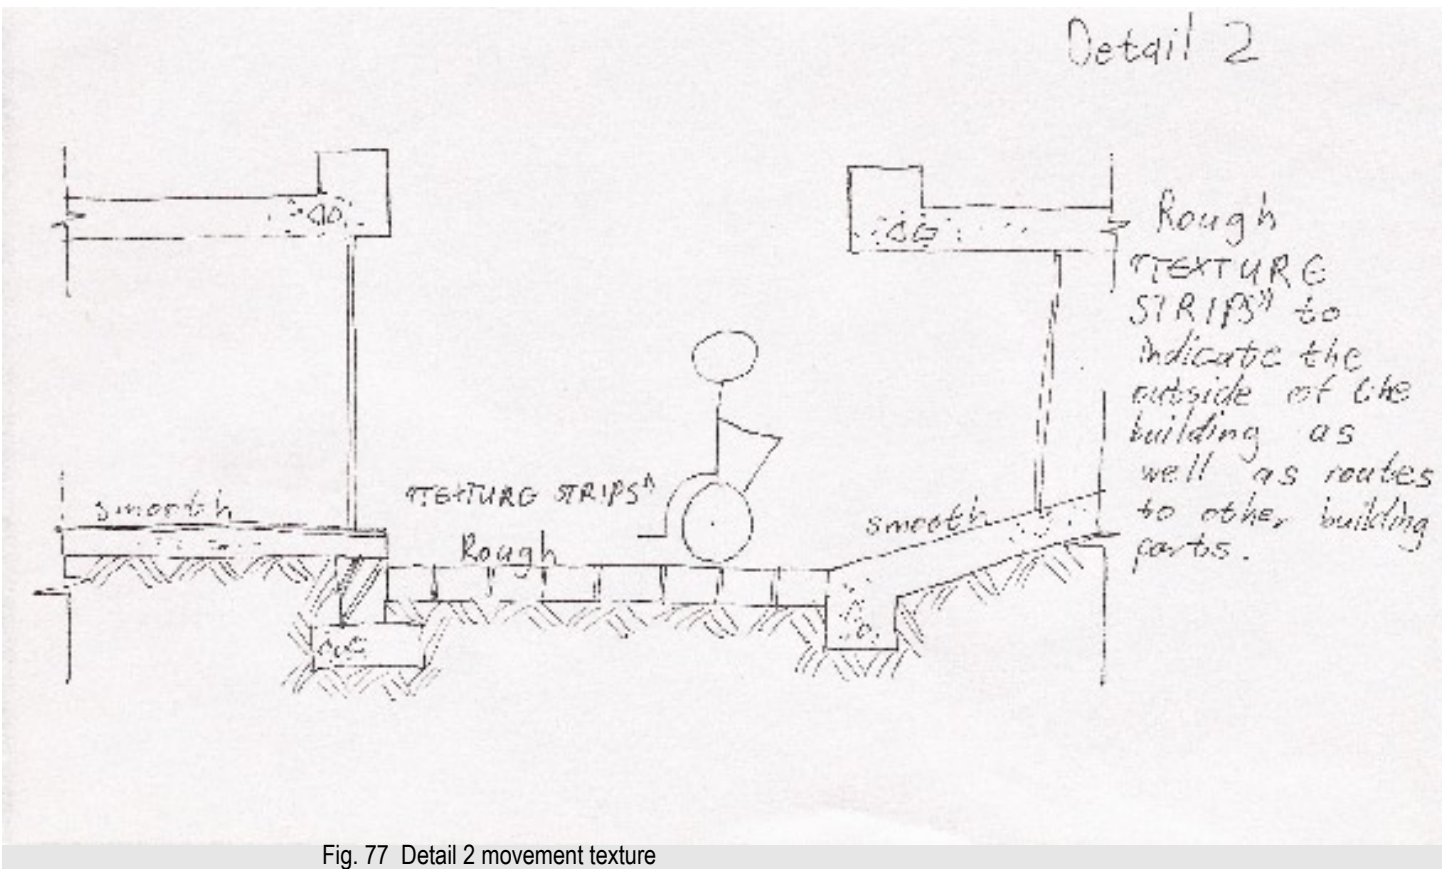 Detail 2
Rough
"TEXTURE
STRIPS" to
indicate the
outside of the
building as
well as routes
to other building
parts.
smooth
"TEXTURE STRIPS"
Rough
smooth
Fig. 77 Detail 2 movement texture